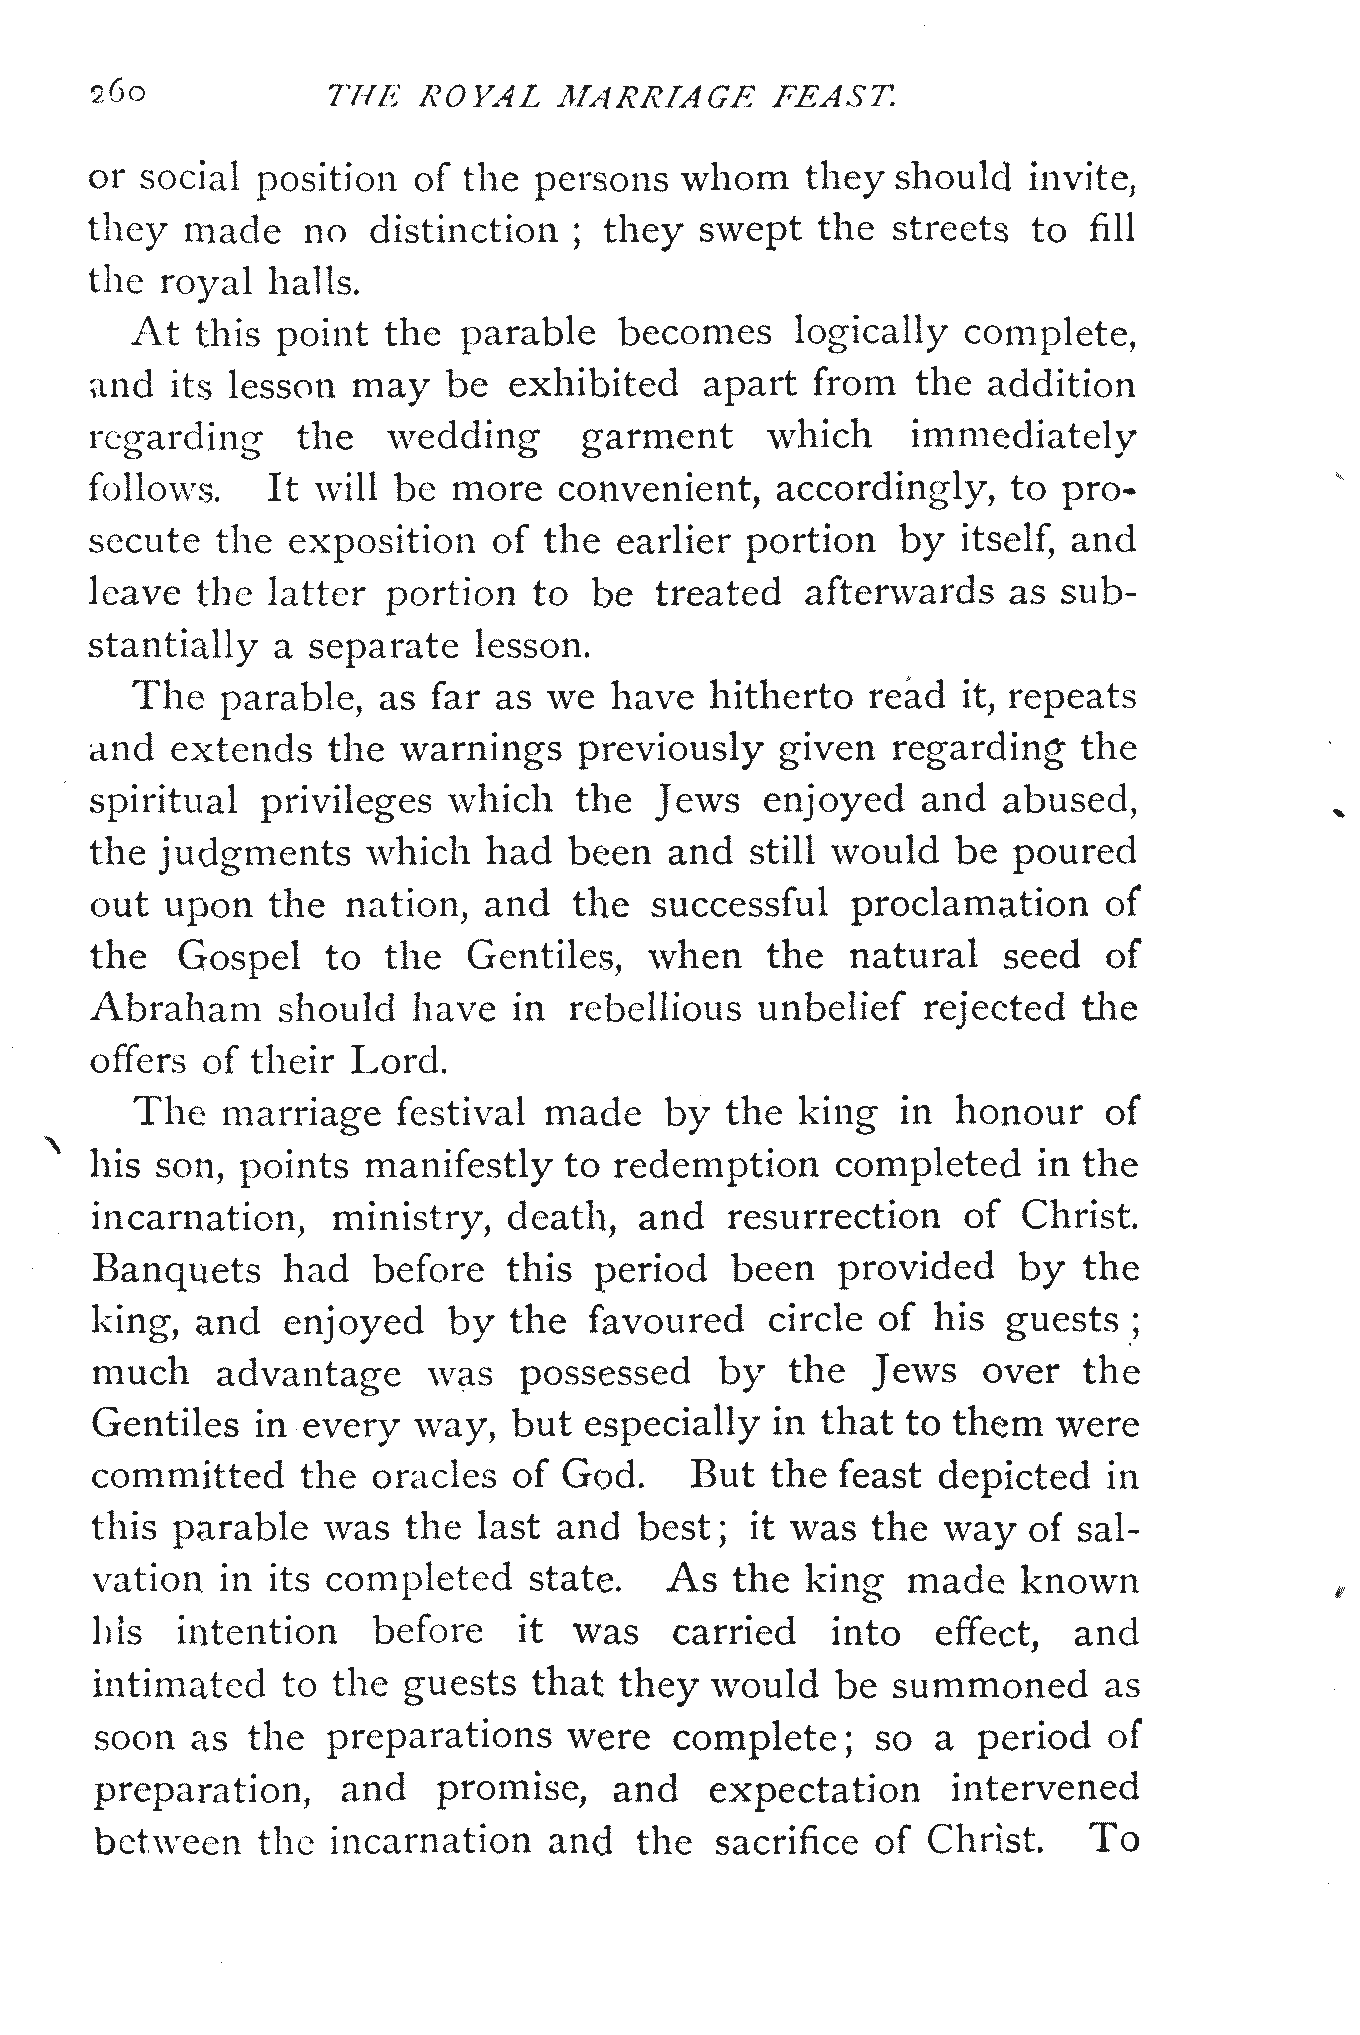 260 THE ROYAL MARRIAGE FEAST.
or social position of the persons whom they should invite,
they made no distinction ; they swept the streets to fill
the royal halls.
At this point the parable becomes logically complete,
and its lesson may be exhibited apart from the addition
regarding the wedding garment which immediately
follows. It will be more convenient, accordingly, to pro-
secute the exposition of the earlier portion by itself, and
leave the latter portion to be treated afterwards as sub-
stantially a separate lesson.
The parable, as far as we have hitherto read it, repeats
and extends the warnings previously given regarding the
spiritual privileges which the Jews enjoyed and abused,
the judgments which had been and still would be poured
out upon the nation, and the successful proclamation of
the Gospel to the Gentiles, when the natural seed of
Abraham should have in rebellious unbelief rejected the
offers of their Lord.
The marriage festival made by the king in honour of
his son, points manifestly to redemption completed in the
incarnation, ministry, death, and resurrection of Christ.
Banquets had before this period been provided by the
king, and enjoyed by the favoured circle of his guests ;
much advantage was possessed by the Jews over the
Gentiles in every way, but especially in that to them were
committed the oracles of God. But the feast depicted in
this parable was the last and best; it was the way of sal-
vation in its completed state. As the king made known
his intention before it was carried into effect, and
intimated to the guests that they would be summoned as
soon as the preparations were complete; so a period of
preparation, and promise, and expectation intervened
between the incarnation and the sacrifice of Christ. To